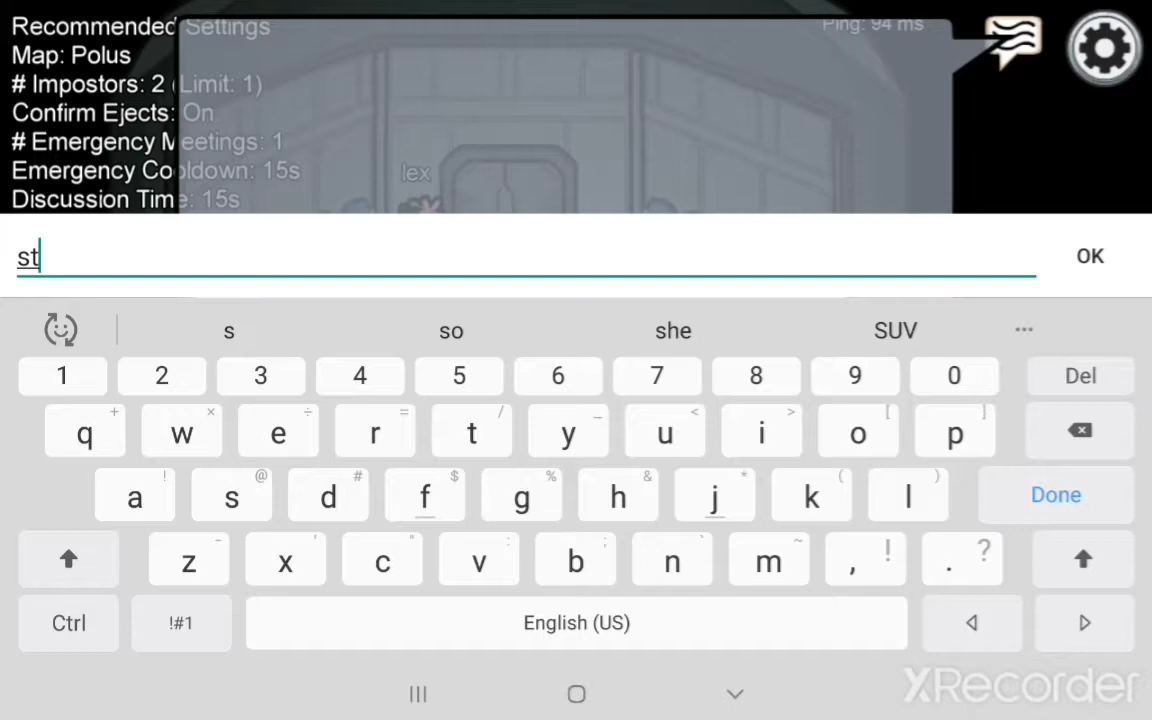 Recommended Settings
Ping: 94 ms
Map: Polus
# Impostors: 2 (Limit: 1)
Confirm Ejects: On
# Emergency Meetings: 1
Emergency Cooldown: 15s
Discussion Time: 15s
lex
st
OK
s so she SUV ...
1 2 3 4 5 6 7 8 9 0 Del
+ × ÷ = / _ < > [ ]
q w e r t y u i o p
! @ # $ % & * ( )
a s d f g h j k l Done
- ' " : ; ` ~ ! ?
z x c v b n m , .
Ctrl !#1 English (US)
XRecorder